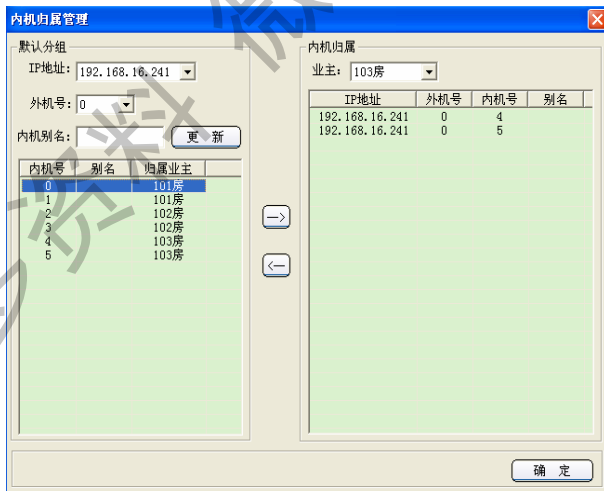 内机归属管理
默认分组
IP地址: 192.168.16.241
外机号: 0
内机别名: 更 新
内机号 别名 归属业主
0 101房
1 101房
2 102房
3 102房
4 103房
5 103房
—>
<—
内机归属
业主: 103房
IP地址 外机号 内机号 别名
192.168.16.241 0 4
192.168.16.241 0 5
确 定
资料 微